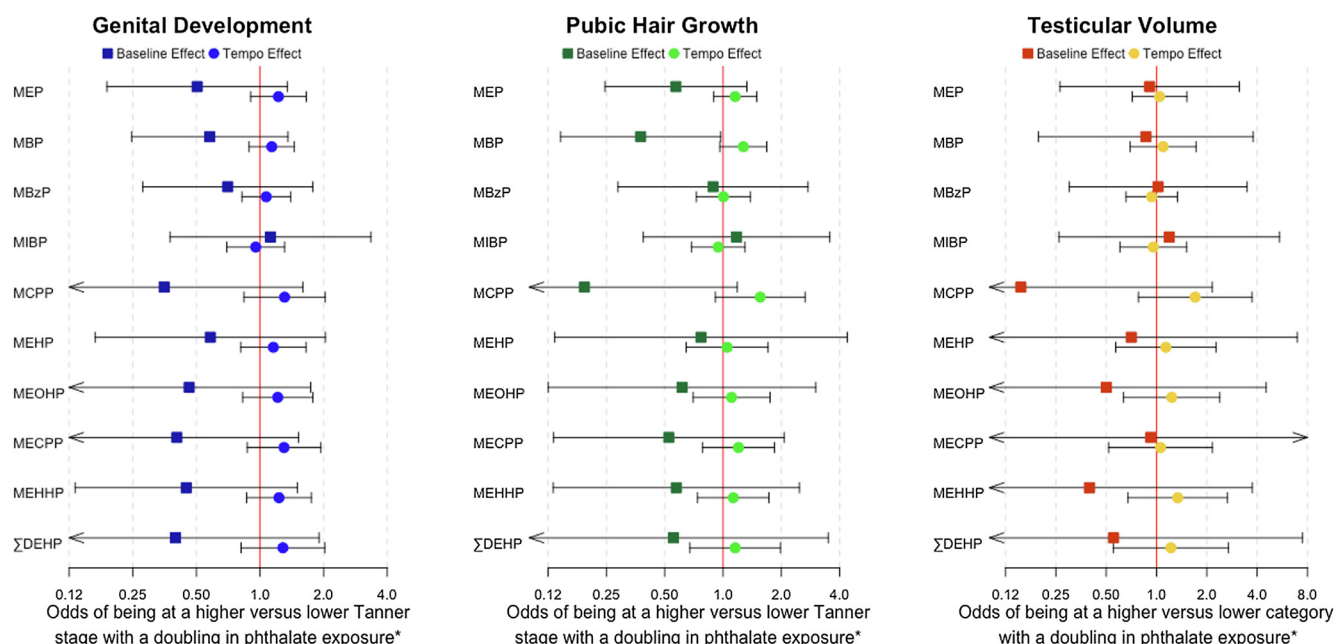 Genital Development
Baseline Effect Tempo Effect
MEP
MBP
MBzP
MIBP
MCPP
MEHP
MEOHP
MECPP
MEHHP
∑DEHP
0.12 0.25 0.50 1.0 2.0 4.0
Odds of being at a higher versus lower Tanner
stage with a doubling in phthalate exposure*
Pubic Hair Growth
Baseline Effect Tempo Effect
MEP
MBP
MBzP
MIBP
MCPP
MEHP
MEOHP
MECPP
MEHHP
∑DEHP
0.12 0.25 0.50 1.0 2.0 4.0
Odds of being at a higher versus lower Tanner
stage with a doubling in phthalate exposure*
Testicular Volume
Baseline Effect Tempo Effect
MEP
MBP
MBzP
MIBP
MCPP
MEHP
MEOHP
MECPP
MEHHP
∑DEHP
0.12 0.25 0.50 1.0 2.0 4.0 8.0
Odds of being at a higher versus lower category
with a doubling in phthalate exposure*